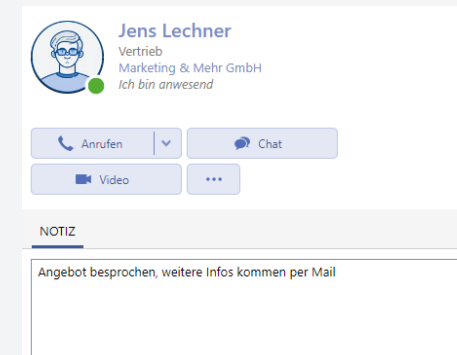 Jens Lechner
Vertrieb
Marketing & Mehr GmbH
Ich bin anwesend
Anrufen
Chat
Video
NOTIZ
Angebot besprochen, weitere Infos kommen per Mail